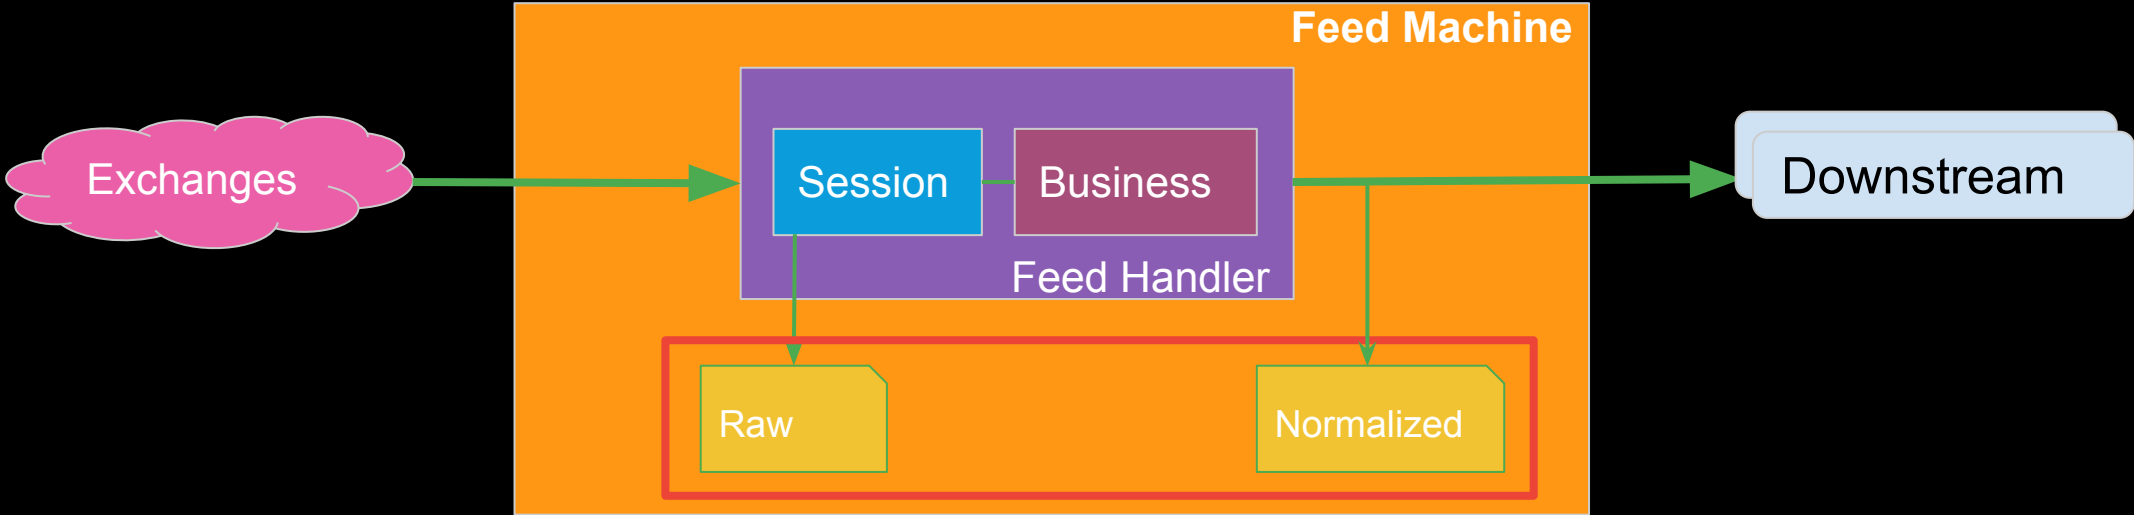 Feed Machine
Exchanges
Session
Business
Feed Handler
Downstream
Raw
Normalized